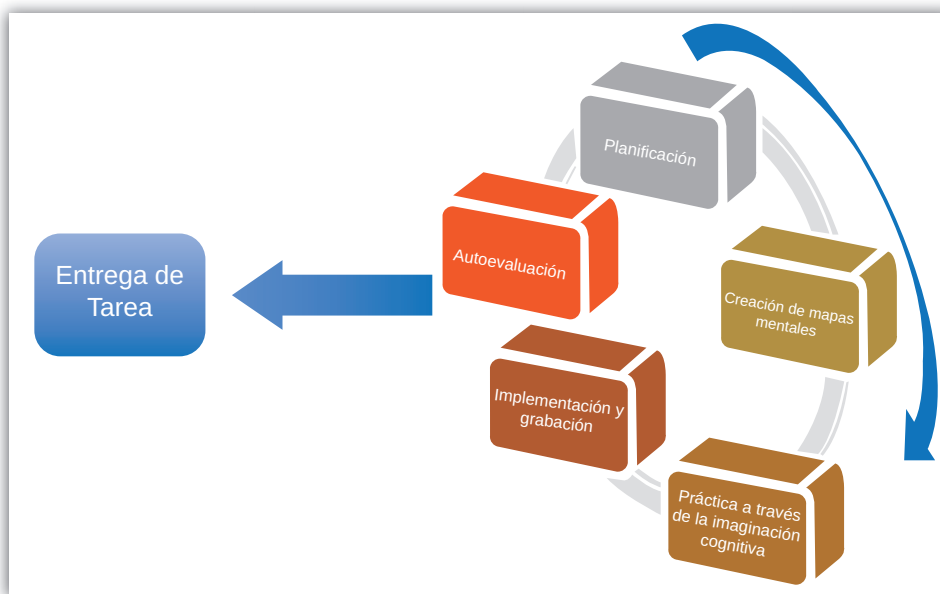 Planificación
Creación de mapas
mentales
Práctica a través
de la imaginación
cognitiva
Implementación y
grabación
Autoevaluación
Entrega de
Tarea